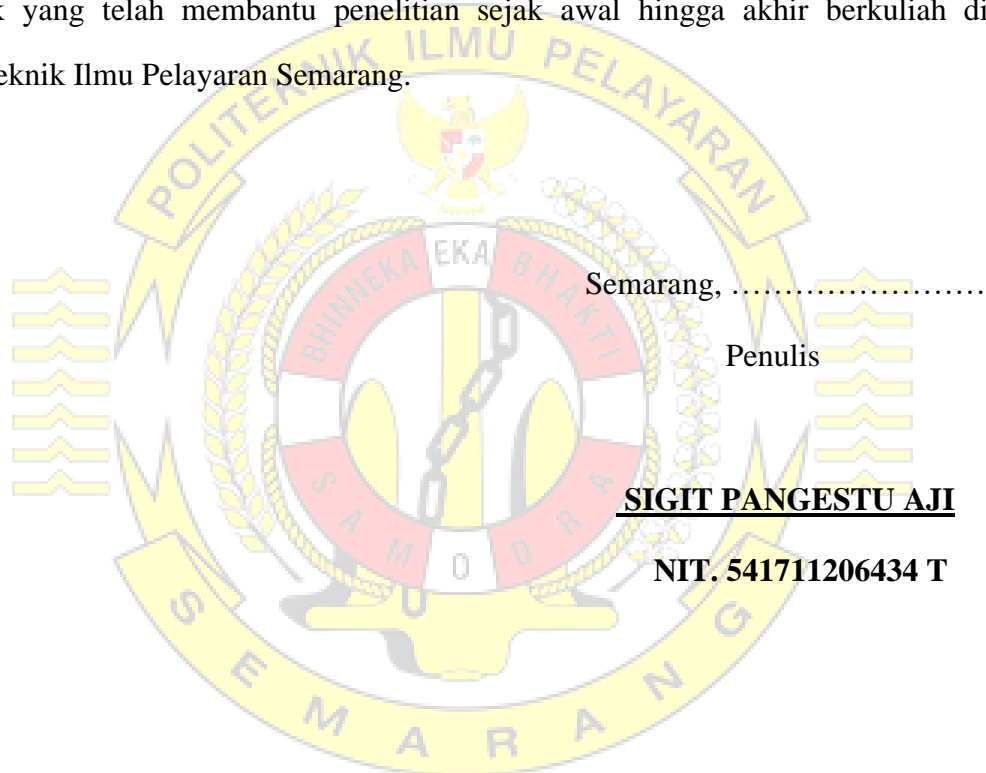 k yang telah membantu penelitian sejak awal hingga akhir berkuliah di
eknik Ilmu Pelayaran Semarang.
POLITEKNIK ILMU PELAYARAN
BHINNEKA EKA BHAKTI
Semarang, ……………………
Penulis
SAMODRA
SIGIT PANGESTU AJI
NIT. 541711206434 T
SEMARANG